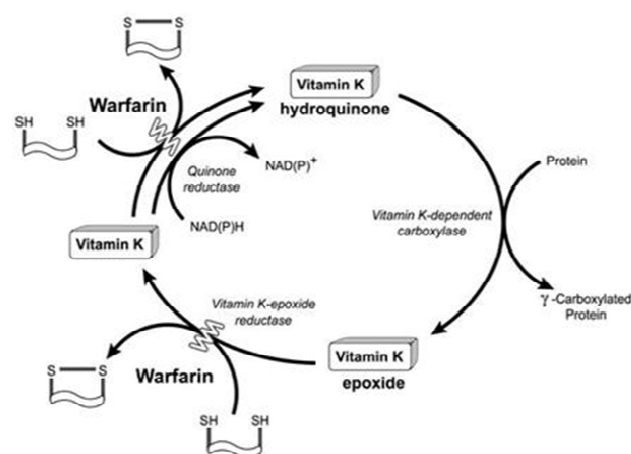 S S
SH SH
Warfarin
Vitamin K
hydroquinone
Quinone
reductase
NAD(P)+
NAD(P)H
Protein
Vitamin K-dependent
carboxylase
γ-Carboxylated
Protein
Vitamin K
Vitamin K-epoxide
reductase
Vitamin K
epoxide
S S
Warfarin
SH SH